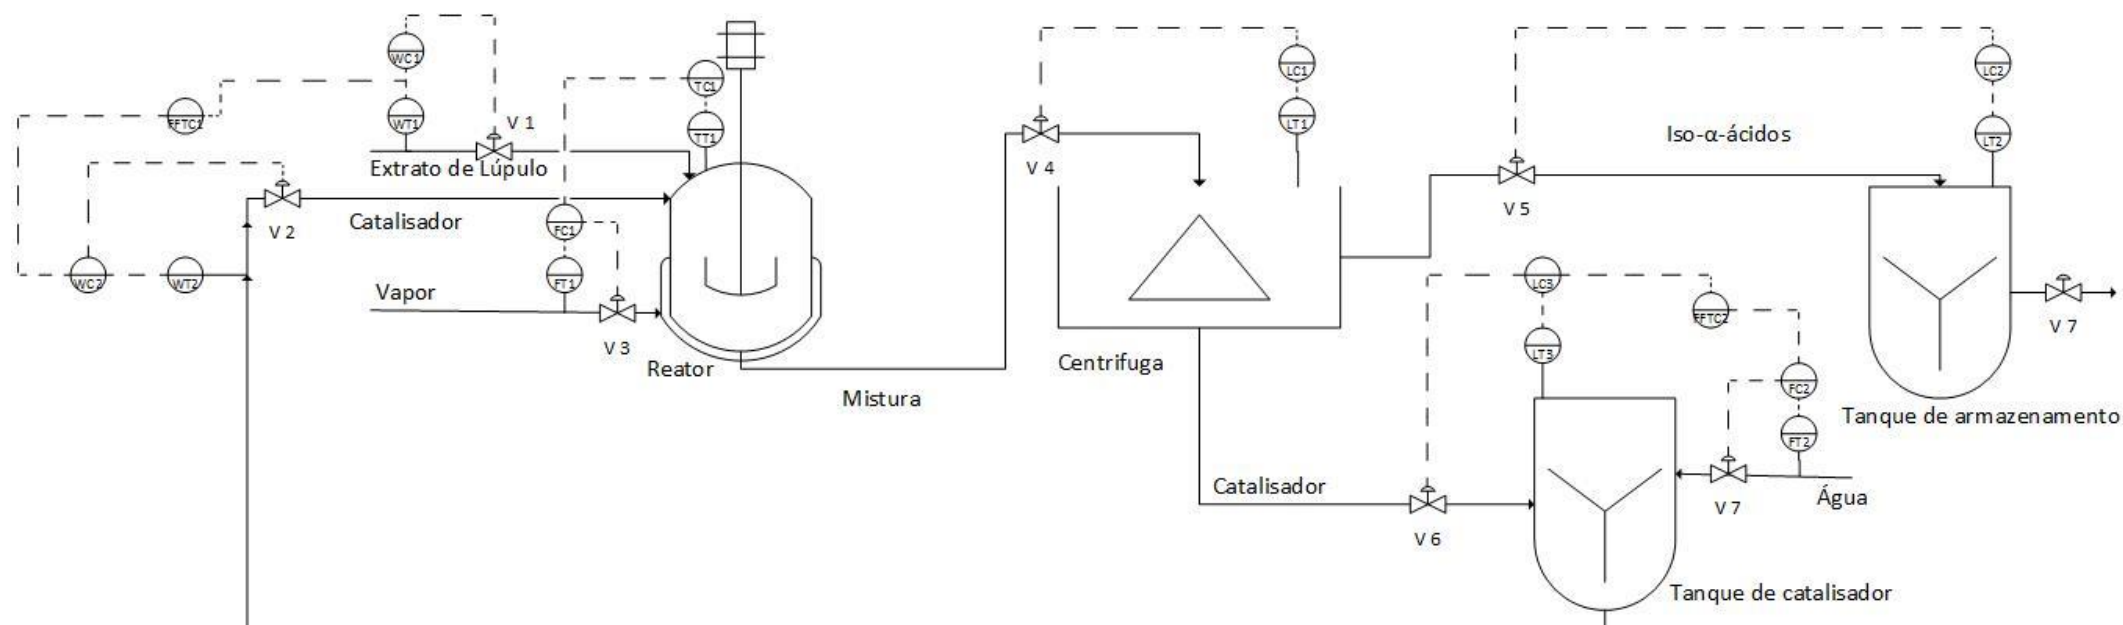 WC1
TC1
LC1
LC2
FFTC1
WT1
V 1
TT1
LT1
LT2
V 4
Iso-α-ácidos
Extrato de Lúpulo
V 2
Catalisador
FC1
V 5
WC2
WT2
FT1
LC3
Vapor
V 3
FFTC2
V 7
Reator
Centrifuga
LT3
Mistura
FC2
Tanque de armazenamento
FT2
Catalisador
V 6
V 7
Água
Tanque de catalisador